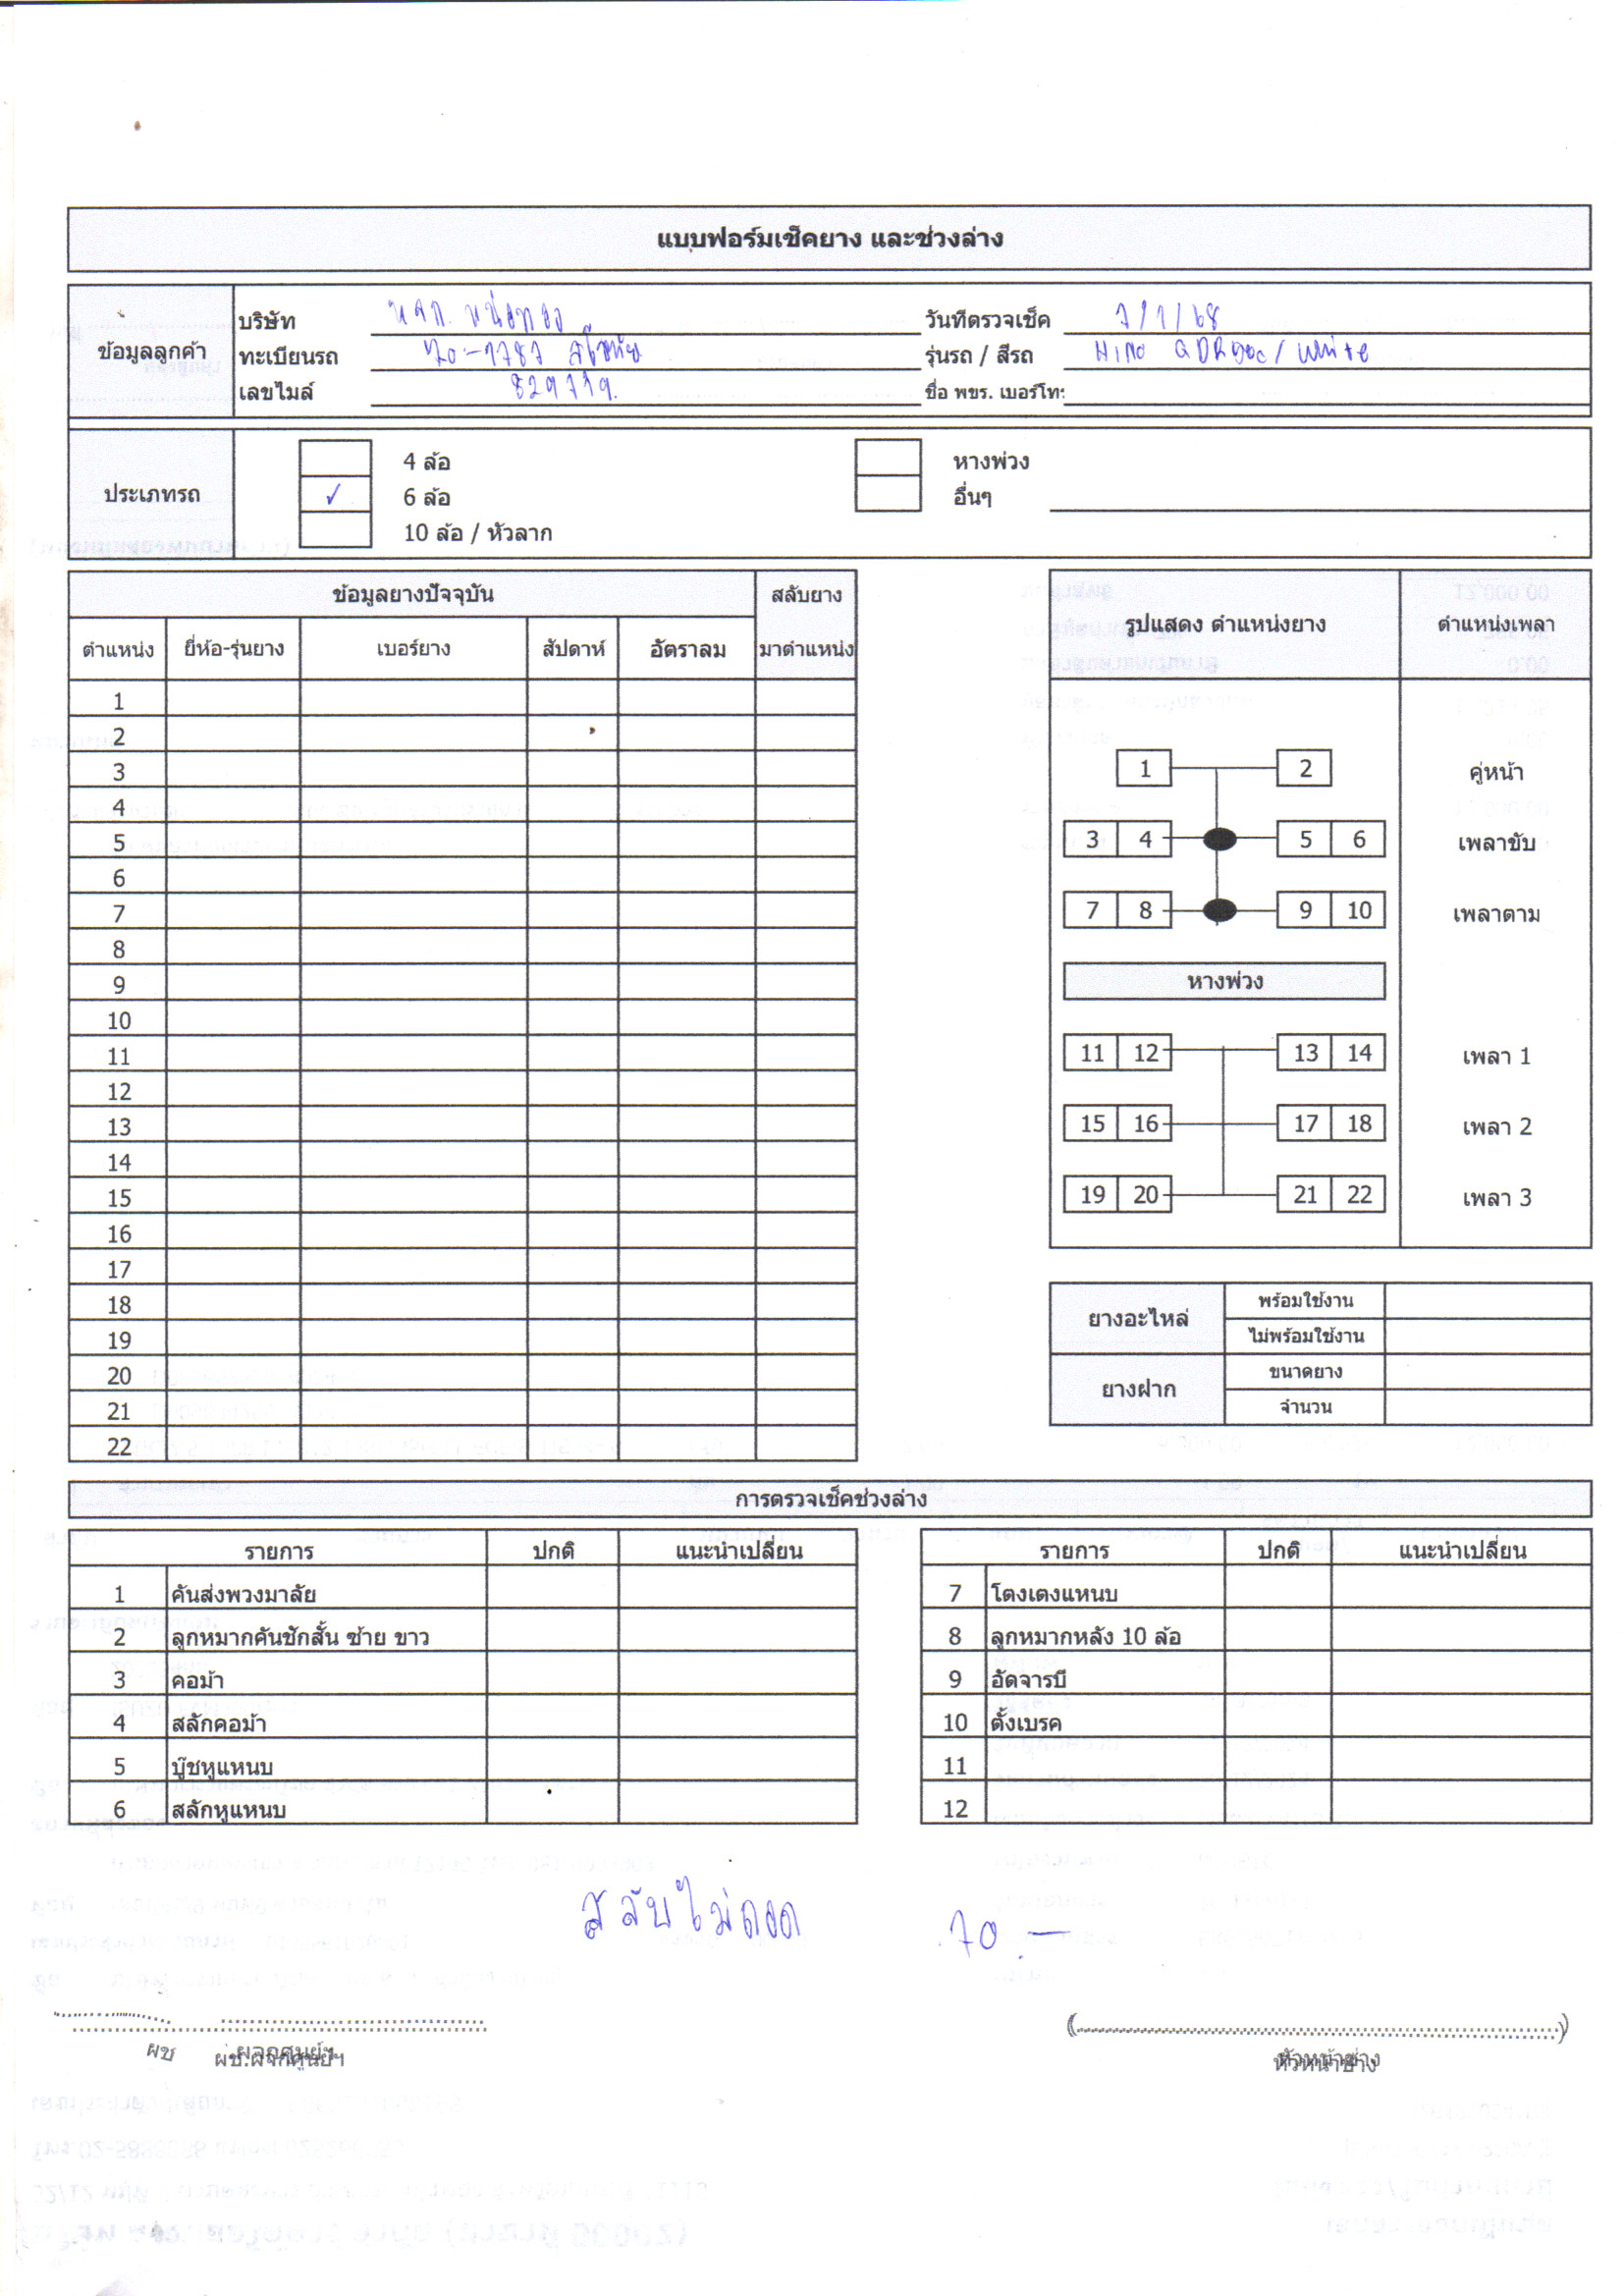 แบบฟอร์มเช็คยาง และช่วงล่าง
ข้อมูลลูกค้า
บริษัท หจก. หน่อทอง
วันที่ตรวจเช็ค 7/1/68
ทะเบียนรถ 70-1787 สุโขทัย
รุ่นรถ / สีรถ HINO white
เลขไมล์ 829779.
ชื่อ พขร. เบอร์โท:
ประเภทรถ
4 ล้อ
หางพ่วง
✓ 6 ล้อ
อื่นๆ
10 ล้อ / หัวลาก
ข้อมูลยางปัจจุบัน สลับยาง
ตำแหน่ง ยี่ห้อ-รุ่นยาง เบอร์ยาง สัปดาห์ อัตราลม มาตำแหน่ง
1
2
3
4
5
6
7
8
9
10
11
12
13
14
15
16
17
18
19
20
21
22
รูปแสดง ตำแหน่งยาง ตำแหน่งเพลา
1 2 คู่หน้า
3 4 5 6 เพลาขับ
7 8 9 10 เพลาตาม
หางพ่วง
11 12 13 14 เพลา 1
15 16 17 18 เพลา 2
19 20 21 22 เพลา 3
ยางอะไหล่ พร้อมใช้งาน
ไม่พร้อมใช้งาน
ยางฝาก ขนาดยาง
จำนวน
การตรวจเช็คช่วงล่าง
รายการ ปกติ แนะนำเปลี่ยน
1 คันส่งพวงมาลัย
2 ลูกหมากคันชักสั้น ซ้าย ขาว
3 คอม้า
4 สลักคอม้า
5 บู๊ชหูแหนบ
6 สลักหูแหนบ
รายการ ปกติ แนะนำเปลี่ยน
7 โตงเตงแหนบ
8 ลูกหมากหลัง 10 ล้อ
9 อัดจารบี
10 ตั้งเบรค
11
12
สลับไม่ถอด 70.-
ผช ผช.ผจกศูนย์ฯ
หัวหน้าช่าง